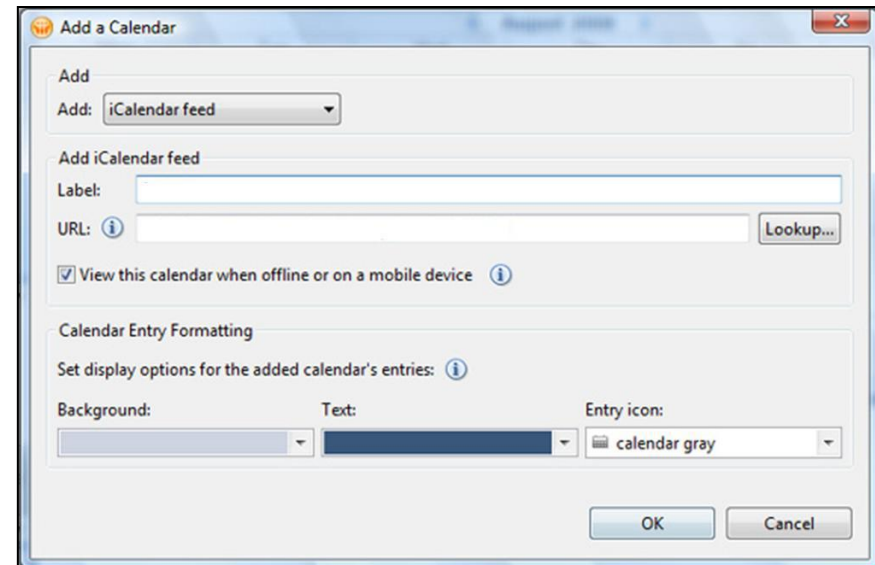 Add a Calendar
Add
Add: iCalendar feed
Add iCalendar feed
Label:
URL: Lookup...
View this calendar when offline or on a mobile device
Calendar Entry Formatting
Set display options for the added calendar's entries:
Background: Text: Entry icon:
calendar gray
OK Cancel